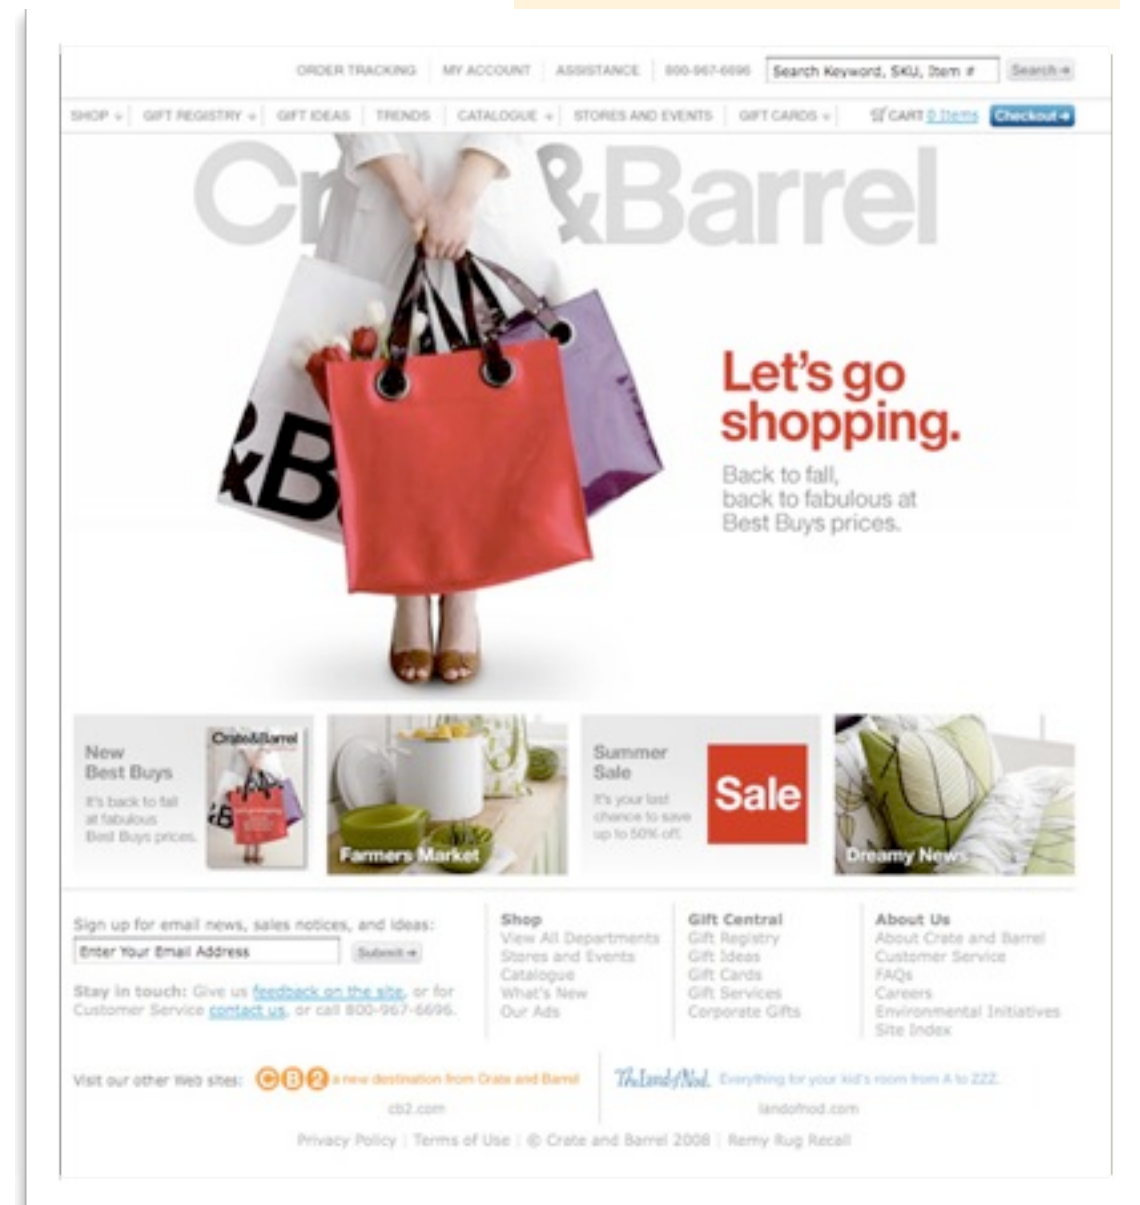 ORDER TRACKING MY ACCOUNT ASSISTANCE 800-967-6696 Search Keyword, SKU, Item # Search
SHOP GIFT REGISTRY GIFT IDEAS TRENDS CATALOGUE STORES AND EVENTS GIFT CARDS CART 0 Items Checkout
Cr &Barrel
&B
Let's go
shopping.
Back to fall,
back to fabulous at
Best Buys prices.
New
Best Buys
It's back to fall
at fabulous
Best Buys prices.
Crate&Barrel
&B
Farmers Market
Summer
Sale
It's your last
chance to save
up to 50% off.
Sale
Dreamy News
Sign up for email news, sales notices, and ideas:
Enter Your Email Address Submit
Stay in touch: Give us feedback on the site, or for
Customer Service contact us, or call 800-967-6696.
Shop
View All Departments
Stores and Events
Catalogue
What's New
Our Ads
Gift Central
Gift Registry
Gift Ideas
Gift Cards
Gift Services
Corporate Gifts
About Us
About Crate and Barrel
Customer Service
FAQs
Careers
Environmental Initiatives
Site Index
Visit our other Web sites: CB2 a new destination from Crate and Barrel
cb2.com
The Land of Nod. Everything for your kid's room from A to ZZZ.
landofnod.com
Privacy Policy | Terms of Use | © Crate and Barrel 2008 | Remy Rug Recall